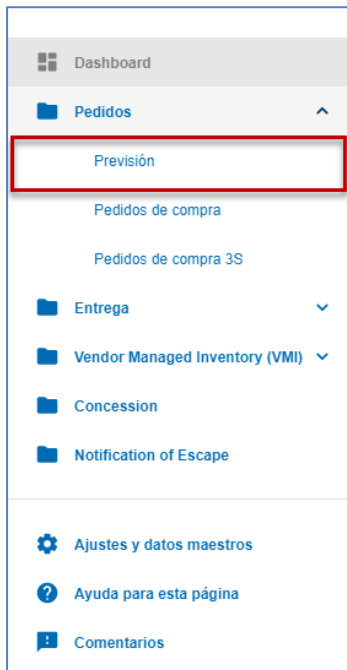 Dashboard
Pedidos
Previsión
Pedidos de compra
Pedidos de compra 3S
Entrega
Vendor Managed Inventory (VMI)
Concession
Notification of Escape
Ajustes y datos maestros
Ayuda para esta página
Comentarios